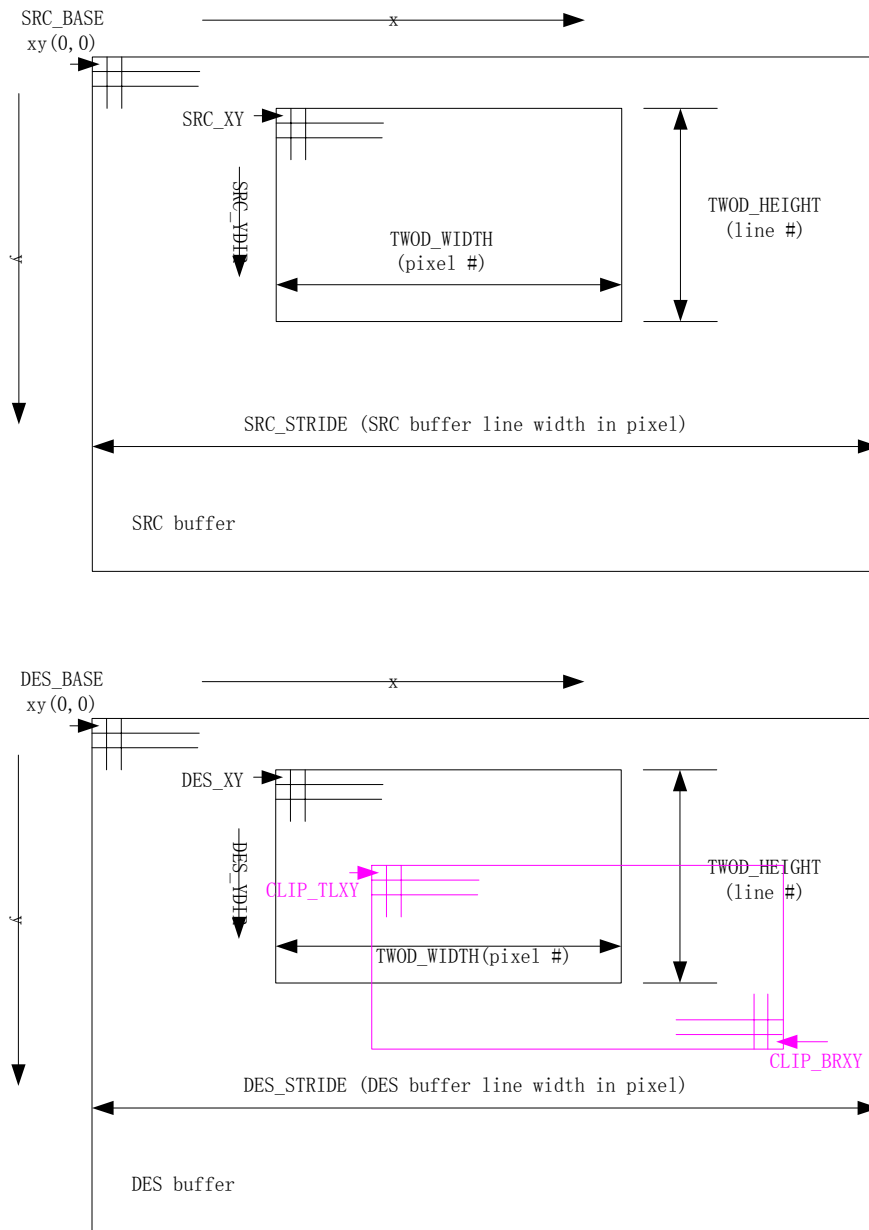 SRC_BASE
xy(0,0)
x
SRC_XY
SRC_YDIR
TWOD_HEIGHT
(line #)
TWOD_WIDTH
(pixel #)
y
SRC_STRIDE (SRC buffer line width in pixel)
SRC buffer
DES_BASE
xy(0,0)
x
DES_XY
DES_YDIR
CLIP_TLXY
TWOD_HEIGHT
(line #)
y
TWOD_WIDTH(pixel #)
CLIP_BRXY
DES_STRIDE (DES buffer line width in pixel)
DES buffer